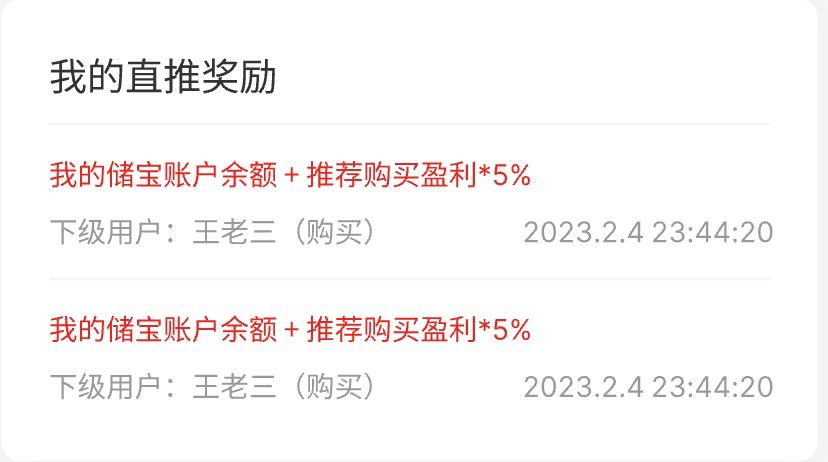 我的直推奖励
我的储宝账户余额 + 推荐购买盈利*5%
下级用户：王老三（购买） 2023.2.4 23:44:20
我的储宝账户余额 + 推荐购买盈利*5%
下级用户：王老三（购买） 2023.2.4 23:44:20